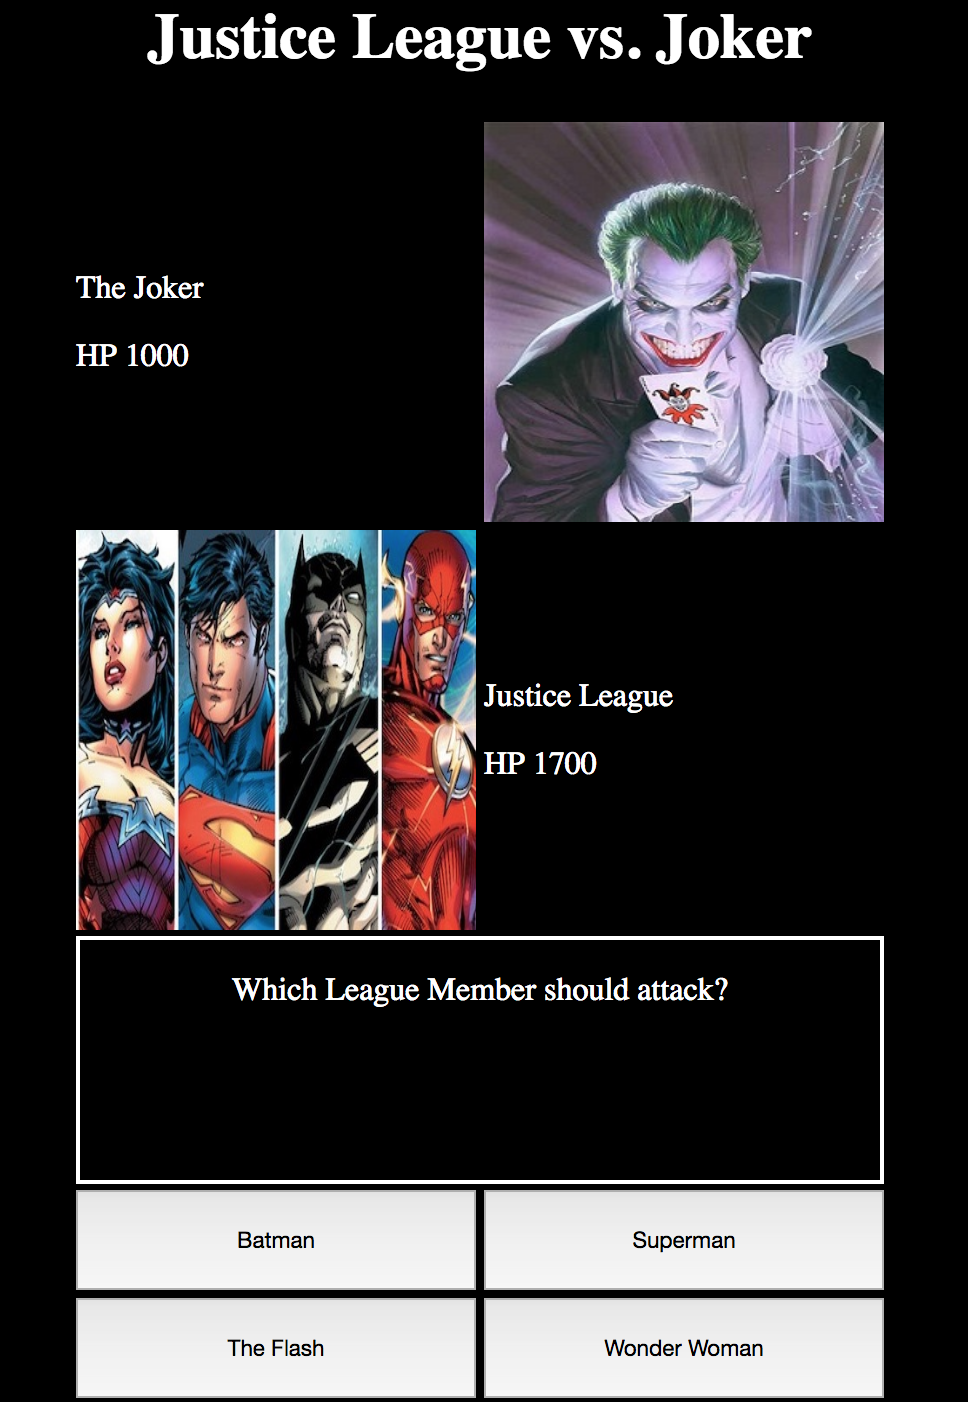 Justice League vs. Joker
The Joker
HP 1000
Justice League
HP 1700
Which League Member should attack?
Batman
Superman
The Flash
Wonder Woman